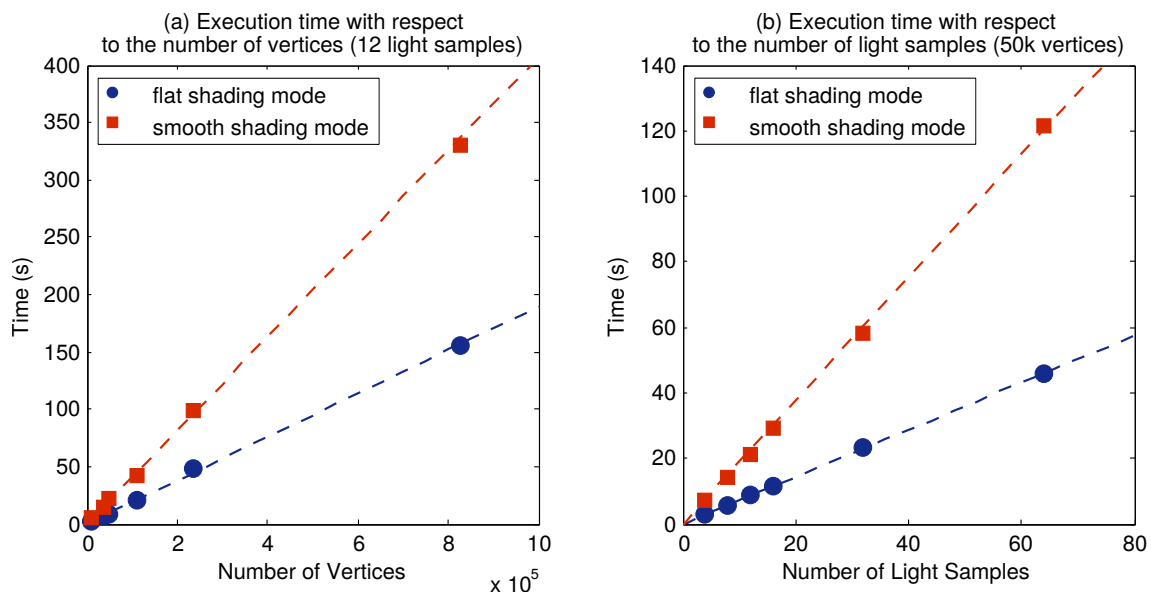 (a) Execution time with respect
to the number of vertices (12 light samples)
400
350
300
250
200
150
100
50
0
Time (s)
flat shading mode
smooth shading mode
0 2 4 6 8 10
Number of Vertices
x 10^5
(b) Execution time with respect
to the number of light samples (50k vertices)
140
120
100
80
60
40
20
0
Time (s)
flat shading mode
smooth shading mode
0 20 40 60 80
Number of Light Samples